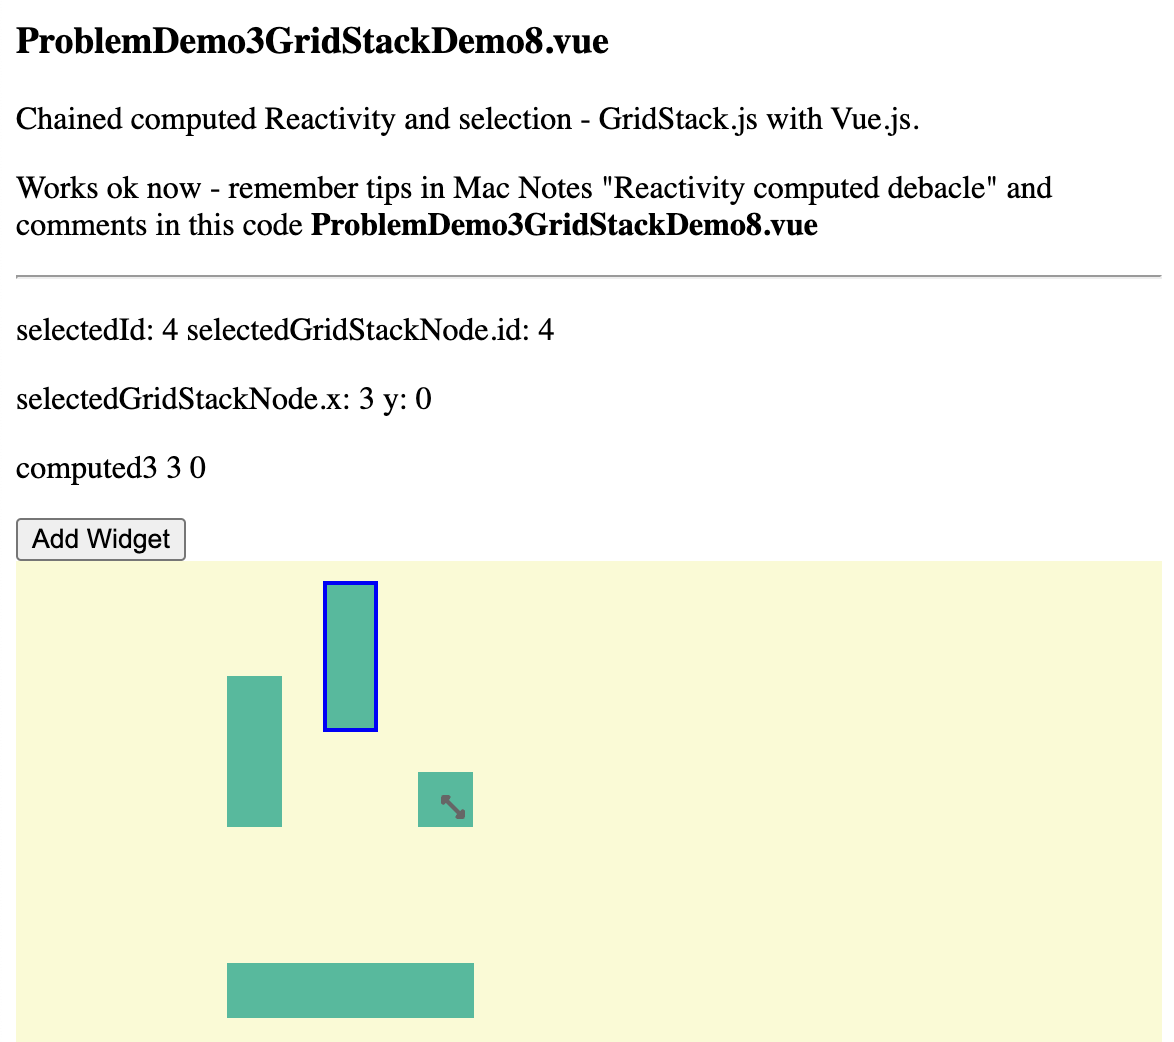 ProblemDemo3GridStackDemo8.vue
Chained computed Reactivity and selection - GridStack.js with Vue.js.
Works ok now - remember tips in Mac Notes "Reactivity computed debacle" and
comments in this code ProblemDemo3GridStackDemo8.vue
selectedId: 4 selectedGridStackNode.id: 4
selectedGridStackNode.x: 3 y: 0
computed3 3 0
Add Widget